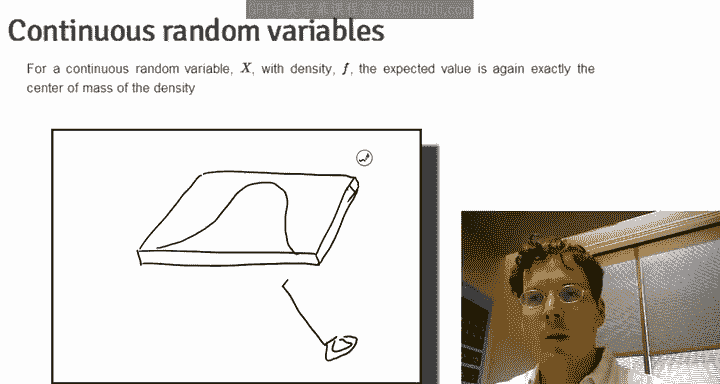 Continuous random variables
For a continuous random variable, X, with density, f, the expected value is again exactly the
center of mass of the density